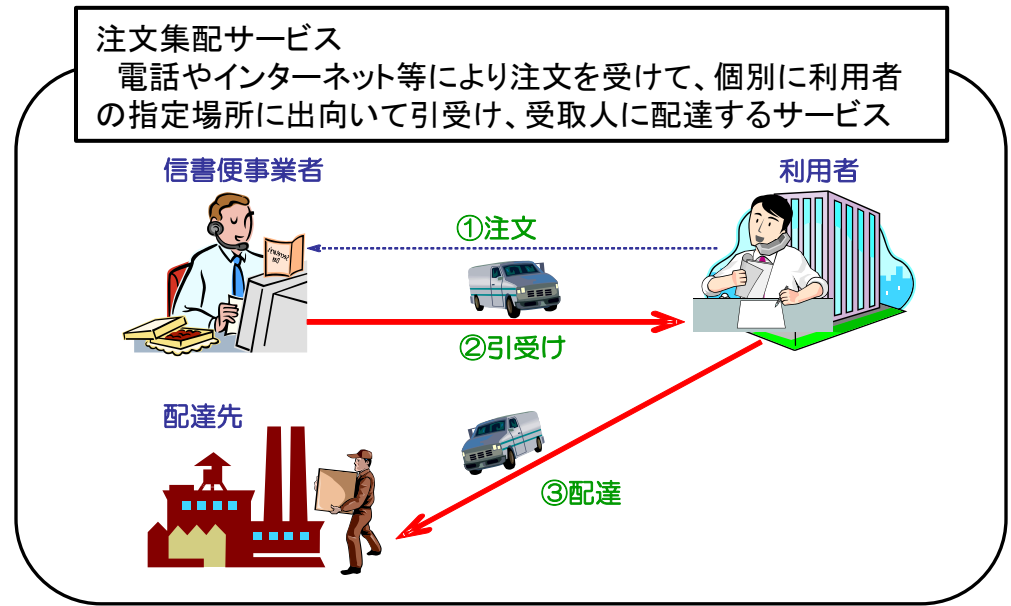 注文集配サービス
電話やインターネット等により注文を受けて、個別に利用者
の指定場所に出向いて引受け、受取人に配達するサービス
信書便事業者
利用者
①注文
②引受け
配達先
③配達